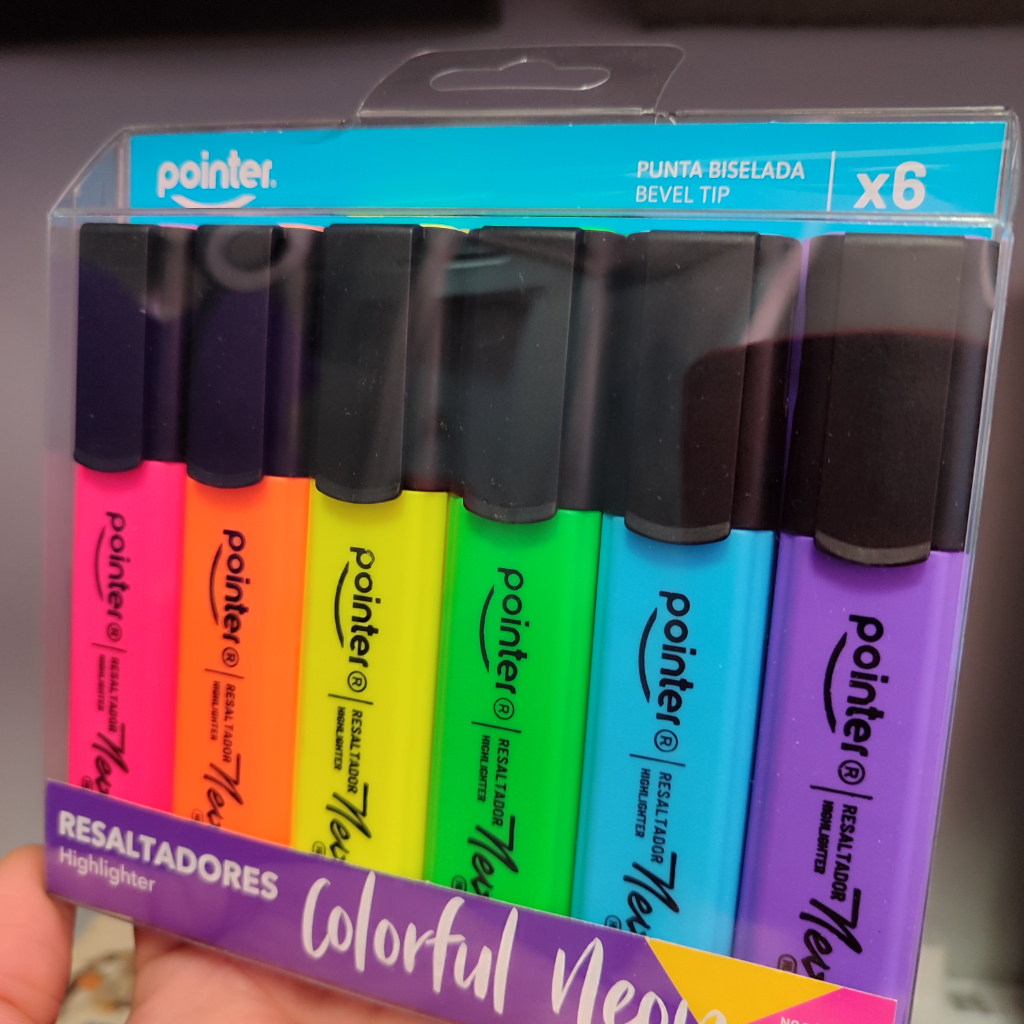 pointer®
PUNTA BISELADA
BEVEL TIP
x6
pointer®
RESALTADOR
HIGHLIGHTER
pointer®
RESALTADOR
HIGHLIGHTER
pointer®
RESALTADOR
HIGHLIGHTER
pointer®
RESALTADOR
HIGHLIGHTER
pointer®
RESALTADOR
HIGHLIGHTER
pointer®
RESALTADOR
HIGHLIGHTER
RESALTADORES
Highlighter
Colorful neon